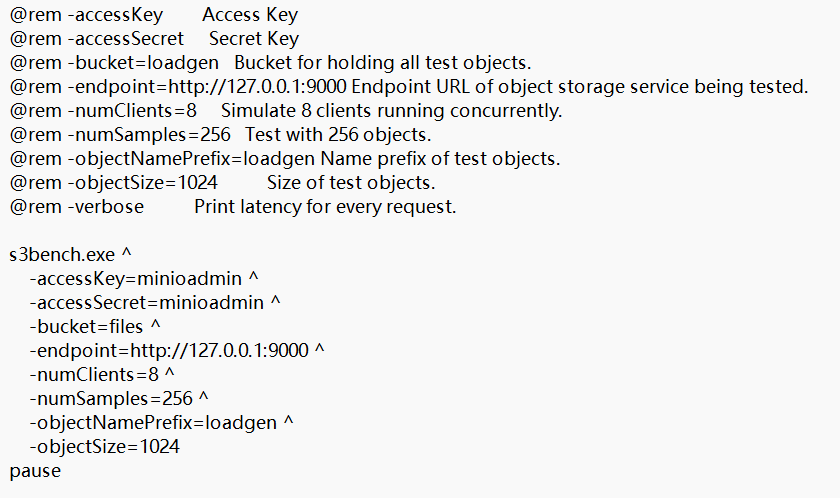 @rem -accessKey Access Key
@rem -accessSecret Secret Key
@rem -bucket=loadgen Bucket for holding all test objects.
@rem -endpoint=http://127.0.0.1:9000 Endpoint URL of object storage service being tested.
@rem -numClients=8 Simulate 8 clients running concurrently.
@rem -numSamples=256 Test with 256 objects.
@rem -objectNamePrefix=loadgen Name prefix of test objects.
@rem -objectSize=1024 Size of test objects.
@rem -verbose Print latency for every request.

s3bench.exe ^
-accessKey=minioadmin ^
-accessSecret=minioadmin ^
-bucket=files ^
-endpoint=http://127.0.0.1:9000 ^
-numClients=8 ^
-numSamples=256 ^
-objectNamePrefix=loadgen ^
-objectSize=1024
pause